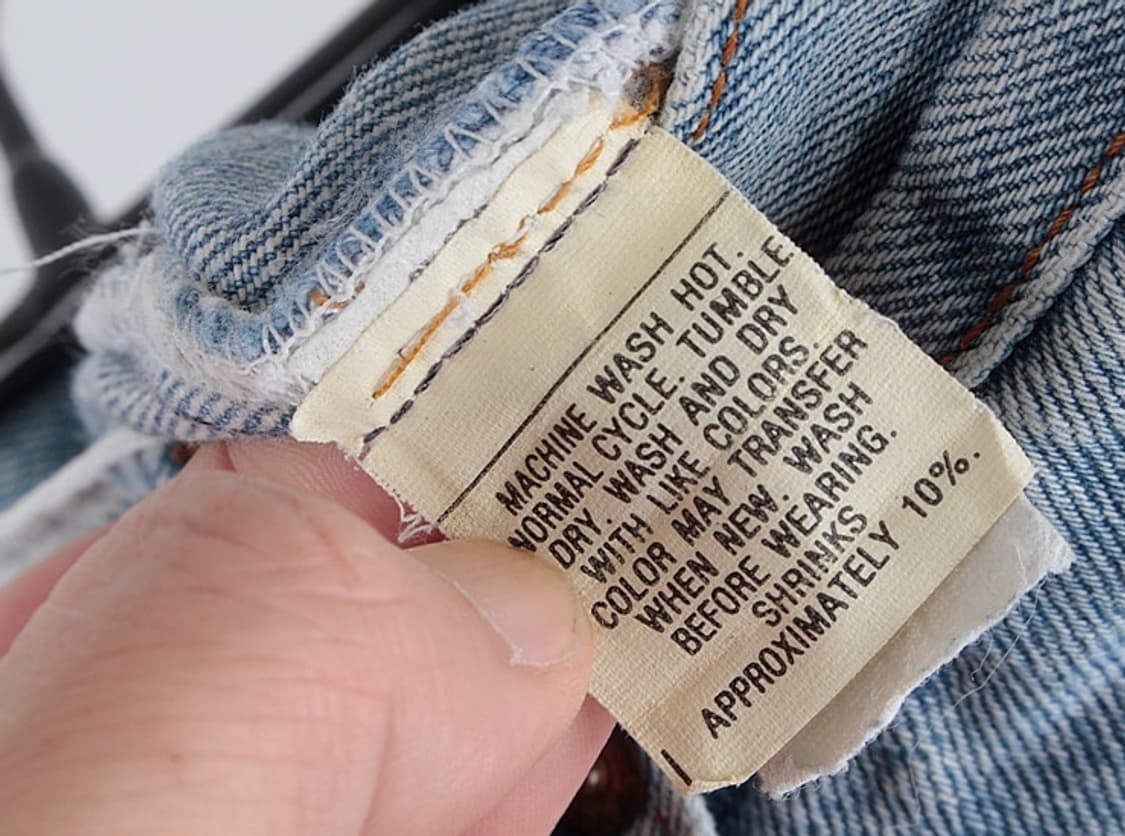 MACHINE WASH HOT.
NORMAL CYCLE. TUMBLE
DRY. WASH AND DRY
WITH LIKE COLORS.
COLOR MAY TRANSFER
WHEN NEW. WASH
BEFORE WEARING.
SHRINKS
APPROXIMATELY 10%.